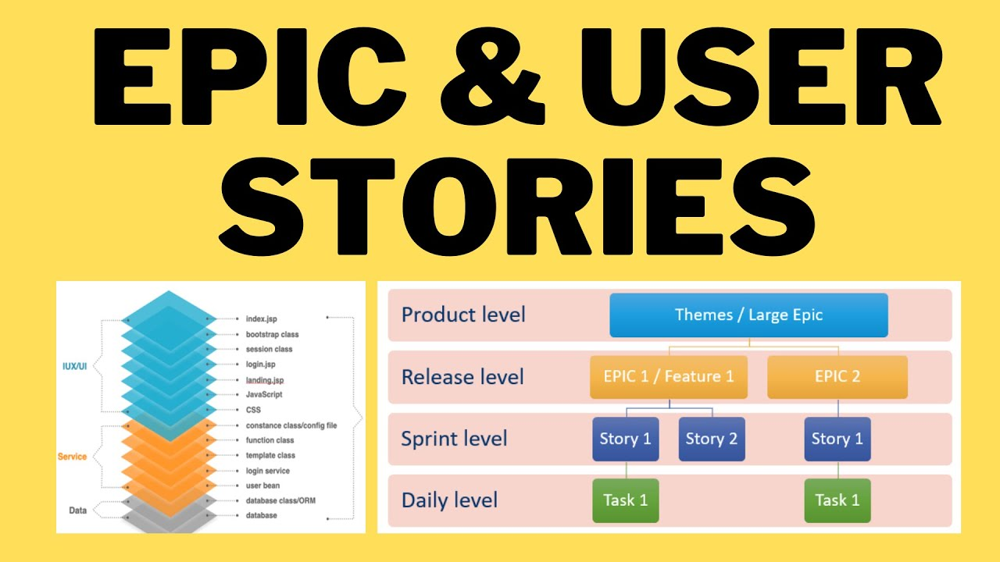 EPIC & USER
STORIES
IUX/UI
Service
Data
index.jsp
bootstrap class
session class
login.jsp
landing.jsp
JavaScript
CSS
constance class/config file
function class
template class
login service
user bean
database class/ORM
database
Product level
Themes / Large Epic
Release level
EPIC 1 / Feature 1
EPIC 2
Sprint level
Story 1
Story 2
Story 1
Daily level
Task 1
Task 1